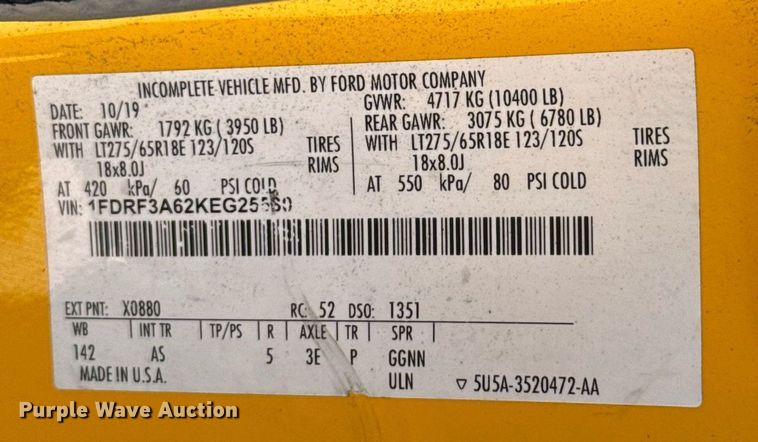 INCOMPLETE VEHICLE MFD. BY FORD MOTOR COMPANY
DATE: 10/19 GVWR: 4717 KG (10400 LB)
FRONT GAWR: 1792 KG (3950 LB) REAR GAWR: 3075 KG (6780 LB)
WITH LT275/65R18E 123/120S TIRES WITH LT275/65R18E 123/120S TIRES
18x8.0J RIMS 18x8.0J RIMS
AT 420 kPa/ 60 PSI COLD AT 550 kPa/ 80 PSI COLD
VIN:
EXT PNT: X0880 RC: 52 DSO: 1351
WB INT TR TP/PS R AXLE TR SPR
142 AS 5 3E P GGNN
MADE IN U.S.A. ULN ▽ 5U5A-3520472-AA
Purple Wave Auction